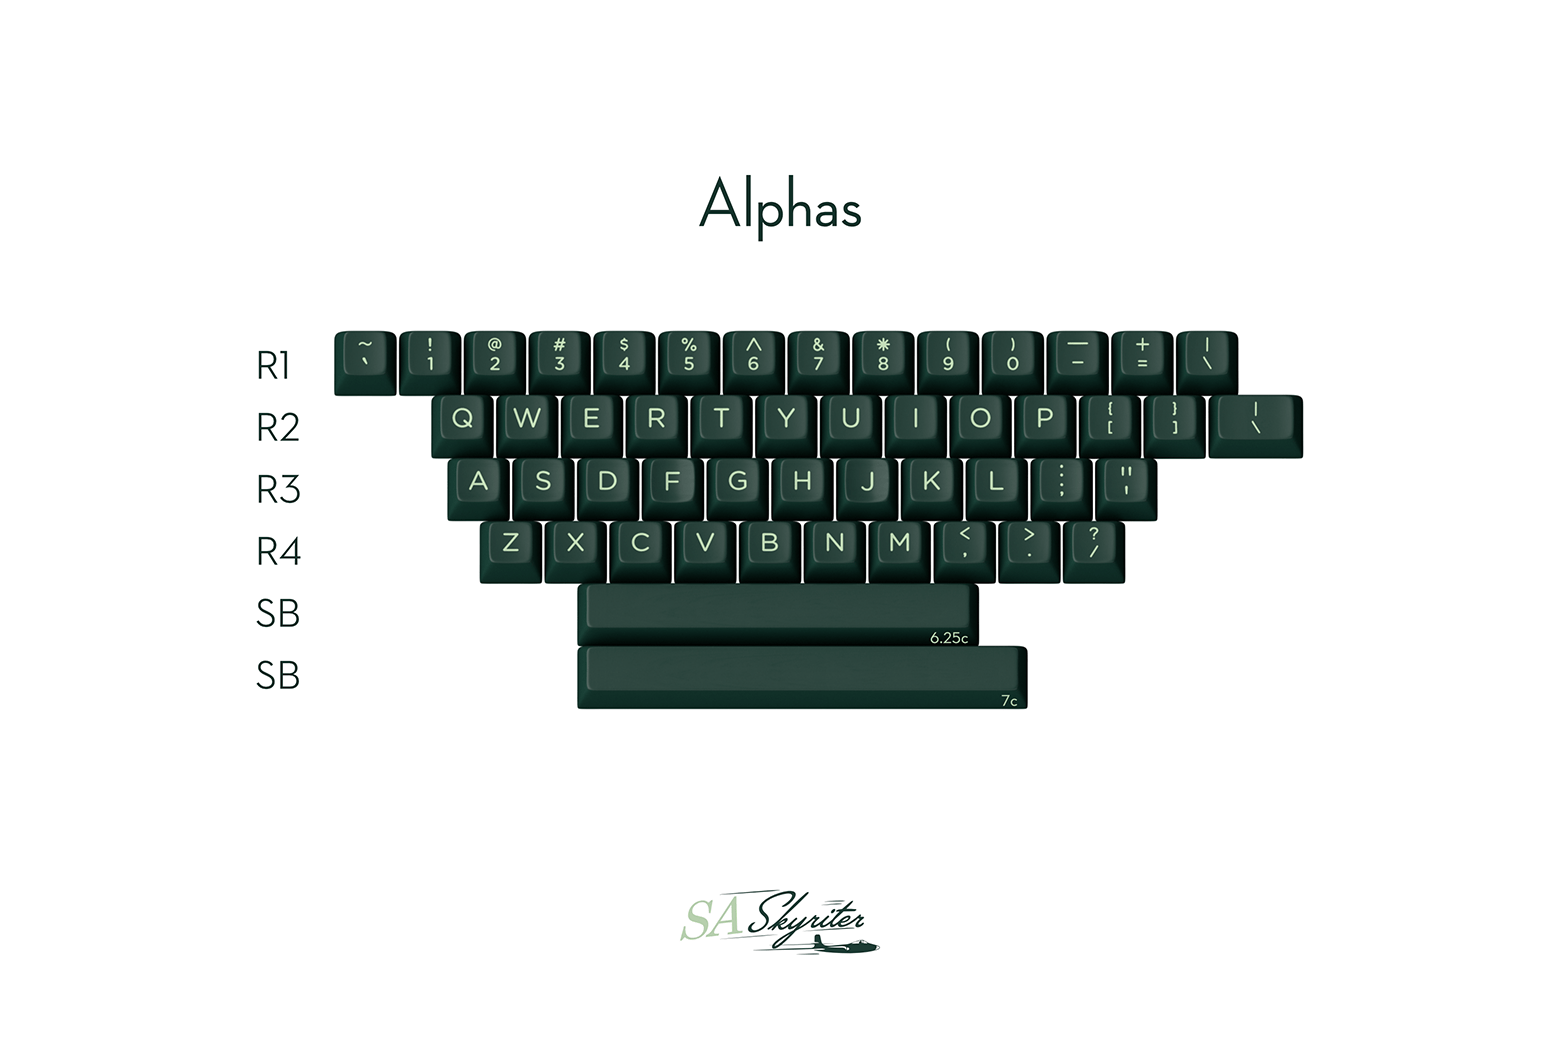 Alphas
R1 ~ ! @ # $ % ^ & * ( ) — + |
` 1 2 3 4 5 6 7 8 9 0 - = \
R2 Q W E R T Y U I O P { } |
[ ] \
R3 A S D F G H J K L : "
; '
R4 Z X C V B N M < > ?
, . /
SB 6.25c
SB 7c
SA Skyriter